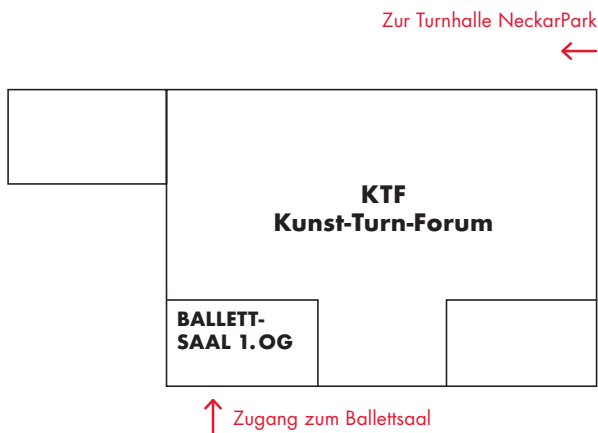 Zur Turnhalle NeckarPark
KTF
Kunst-Turn-Forum
BALLETT-
SAAL 1. OG
Zugang zum Ballettsaal